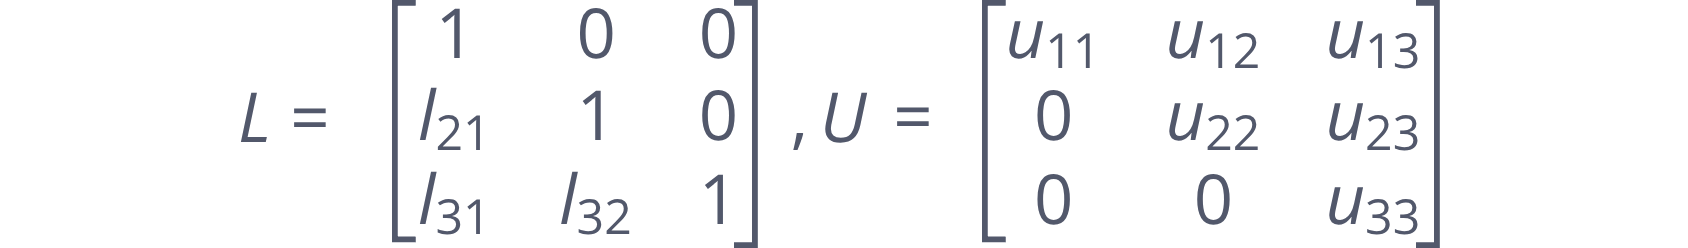 L = [1 0 0
l₂₁ 1 0
l₃₁ l₃₂ 1] , U = [u₁₁ u₁₂ u₁₃
0 u₂₂ u₂₃
0 0 u₃₃]